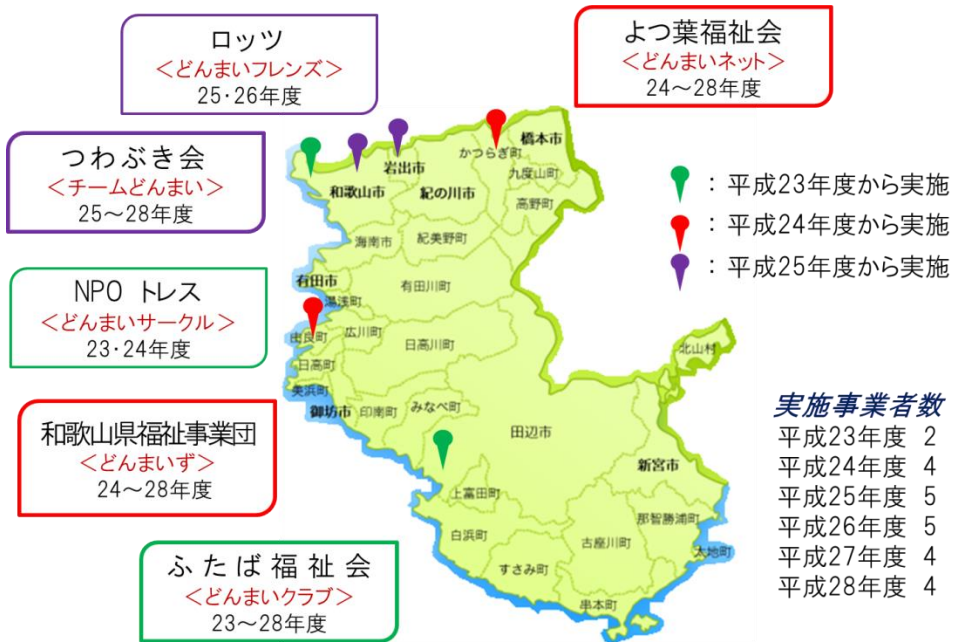 ロッツ
＜どんまいフレンズ＞
25・26年度
よつ葉福祉会
＜どんまいネット＞
24～28年度
つわぶき会
＜チームどんまい＞
25～28年度
NPO トレス
＜どんまいサークル＞
23・24年度
和歌山県福祉事業団
＜どんまいず＞
24～28年度
ふたば福祉会
＜どんまいクラブ＞
23～28年度
橋本市
かつらぎ町
九度山町
高野町
岩出市
和歌山市
紀の川市
海南市
紀美野町
有田市
有田川町
湯浅町
広川町
由良町
日高川町
日高町
美浜町
御坊市
印南町
みなべ町
田辺市
北山村
新宮市
上富田町
白浜町
那智勝浦町
古座川町
太地町
すさみ町
串本町
：平成23年度から実施
：平成24年度から実施
：平成25年度から実施
実施事業者数
平成23年度 2
平成24年度 4
平成25年度 5
平成26年度 5
平成27年度 4
平成28年度 4